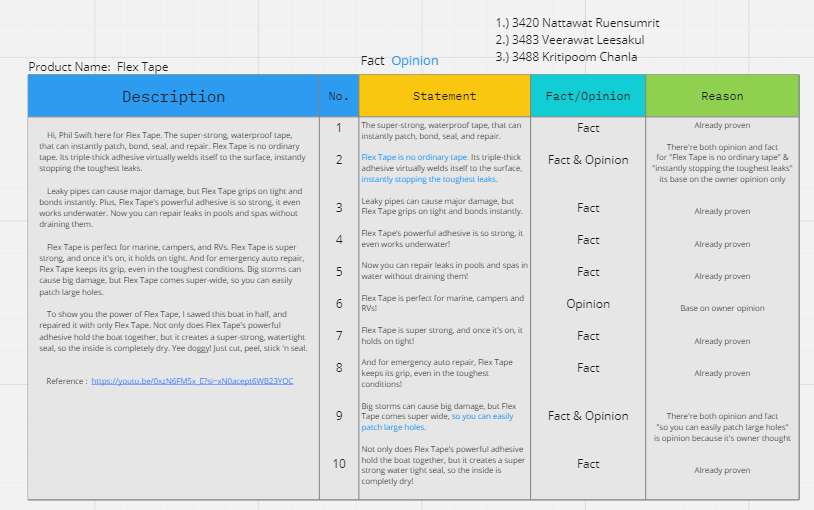 1.) 3420 Nattawat Ruensumrit
2.) 3483 Veerawat Leesakul
3.) 3488 Kritipoom Chanla
Fact Opinion
Product Name: Flex Tape
Description
No.
Statement
Fact/Opinion
Reason
Hi, Phil Swift here for Flex Tape. The super-strong, waterproof tape,
that can instantly patch, bond, seal, and repair. Flex Tape is no ordinary
tape. Its triple-thick adhesive virtually welds itself to the surface, instantly
stopping the toughest leaks.
Leaky pipes can cause major damage, but Flex Tape grips on tight and
bonds instantly. Plus, Flex Tape's powerful adhesive is so strong, it even
works underwater. Now you can repair leaks in pools and spas without
draining them.
Flex Tape is perfect for marine, campers, and RVs. Flex Tape is super
strong, and once it's on, it holds on tight. And for emergency auto repair,
Flex Tape keeps its grip, even in the toughest conditions. Big storms can
cause big damage, but Flex Tape comes super-wide, so you can easily
patch large holes.
To show you the power of Flex Tape, I sawed this boat in half, and
repaired it with only Flex Tape. Not only does Flex Tape's powerful
adhesive hold the boat together, but it creates a super-strong, watertight
seal, so the inside is completely dry. Yee doggy! Just cut, peel, stick 'n seal.
Reference : https://youtu.be/0xzN6FM5x_E?si=xN0acept6WB23YOC
1
The super-strong, waterproof tape, that can
instantly patch, bond, seal, and repair.
Fact
Already proven
2
Flex Tape is no ordinary tape. Its triple-thick
adhesive virtually welds itself to the surface,
instantly stopping the toughest leaks.
Fact & Opinion
There're both opinion and fact
for "Flex Tape is no ordinary tape" &
"instantly stopping the toughest leaks"
its base on the owner opinion only
3
Leaky pipes can cause major damage, but
Flex Tape grips on tight and bonds instantly.
Fact
Already proven
4
Flex Tape's powerful adhesive is so strong, it
even works underwater!
Fact
Already proven
5
Now you can repair leaks in pools and spas in
water without draining them!
Fact
Already proven
6
Flex Tape is perfect for marine, campers and
RVs!
Opinion
Base on owner opinion
7
Flex Tape is super strong, and once it's on, it
holds on tight!
Fact
Already proven
8
And for emergency auto repair, Flex Tape
keeps its grip, even in the toughest
conditions!
Fact
Already proven
9
Big storms can cause big damage, but Flex
Tape comes super wide, so you can easily
patch large holes.
Fact & Opinion
There're both opinion and fact
"so you can easily patch large holes"
is opinion because it's owner thought
10
Not only does Flex Tape's powerful adhesive
hold the boat together, but it creates a super
strong water tight seal, so the inside is
completly dry!
Fact
Already proven